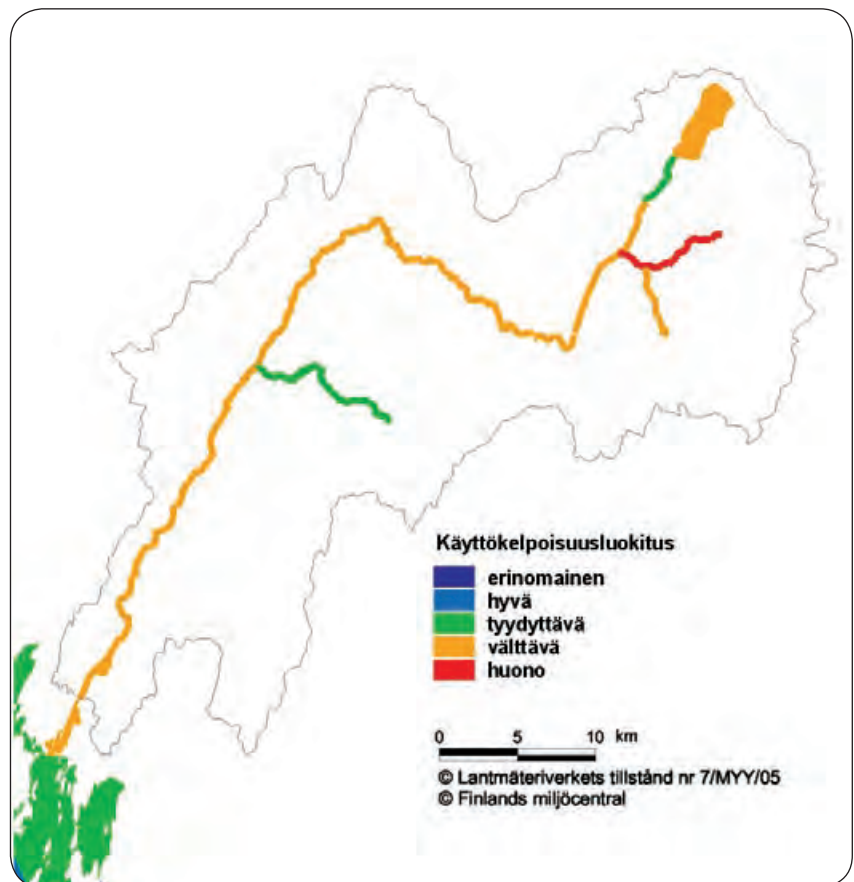 Käyttökelpoisuusluokitus
erinomainen
hyvä
tyydyttävä
välttävä
huono
0 5 10 km
© Lantmäteriverkets tillstånd nr 7/MYY/05
© Finlands miljöcentral